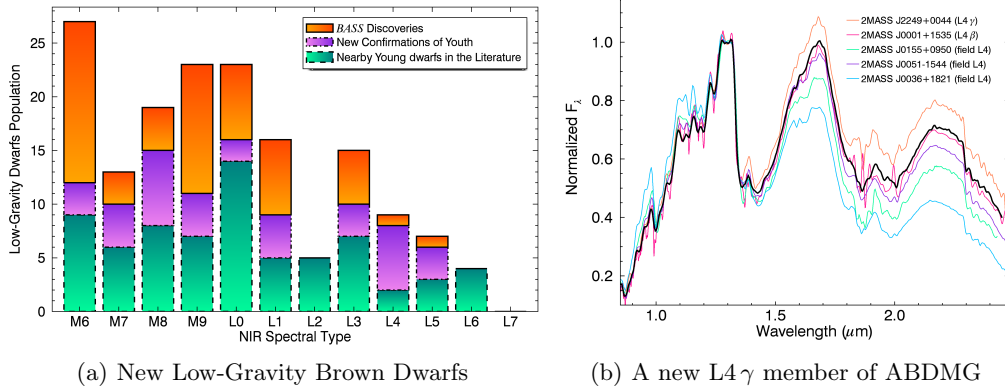 BASS Discoveries
New Confirmations of Youth
Nearby Young dwarfs in the Literature
Low-Gravity Dwarfs Population
25
20
15
10
5
0
M6 M7 M8 M9 L0 L1 L2 L3 L4 L5 L6 L7
NIR Spectral Type
(a) New Low-Gravity Brown Dwarfs
2MASS J2249+0044 (L4 γ)
2MASS J0001+1535 (L4 β)
2MASS J0155+0950 (field L4)
2MASS J0051-1544 (field L4)
2MASS J0036+1821 (field L4)
Normalized Fλ
1.0
0.8
0.6
0.4
0.2
1.0 1.5 2.0
Wavelength (μm)
(b) A new L4 γ member of ABDMG